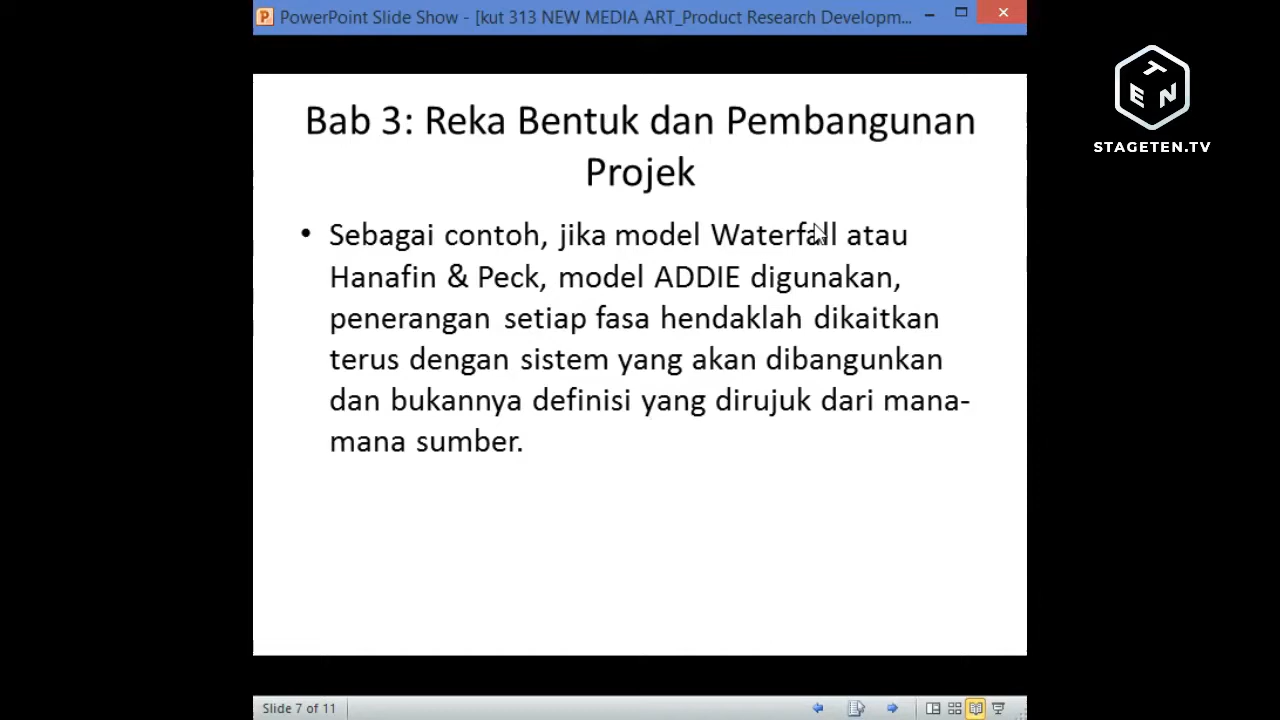 PowerPoint Slide Show - [kut 313 NEW MEDIA ART_Product Research Developm...
TEN
STAGETEN.TV
Bab 3: Reka Bentuk dan Pembangunan
Projek
• Sebagai contoh, jika model Waterfall atau
Hanafin & Peck, model ADDIE digunakan,
penerangan setiap fasa hendaklah dikaitkan
terus dengan sistem yang akan dibangunkan
dan bukannya definisi yang dirujuk dari mana-
mana sumber.
Slide 7 of 11